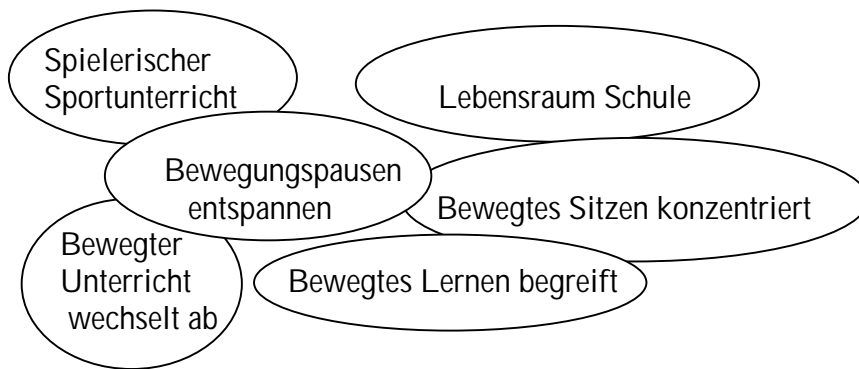 Spielerischer
Sportunterricht
Lebensraum Schule
Bewegungspausen
entspannen
Bewegtes Sitzen konzentriert
Bewegter
Unterricht
wechselt ab
Bewegtes Lernen begreift